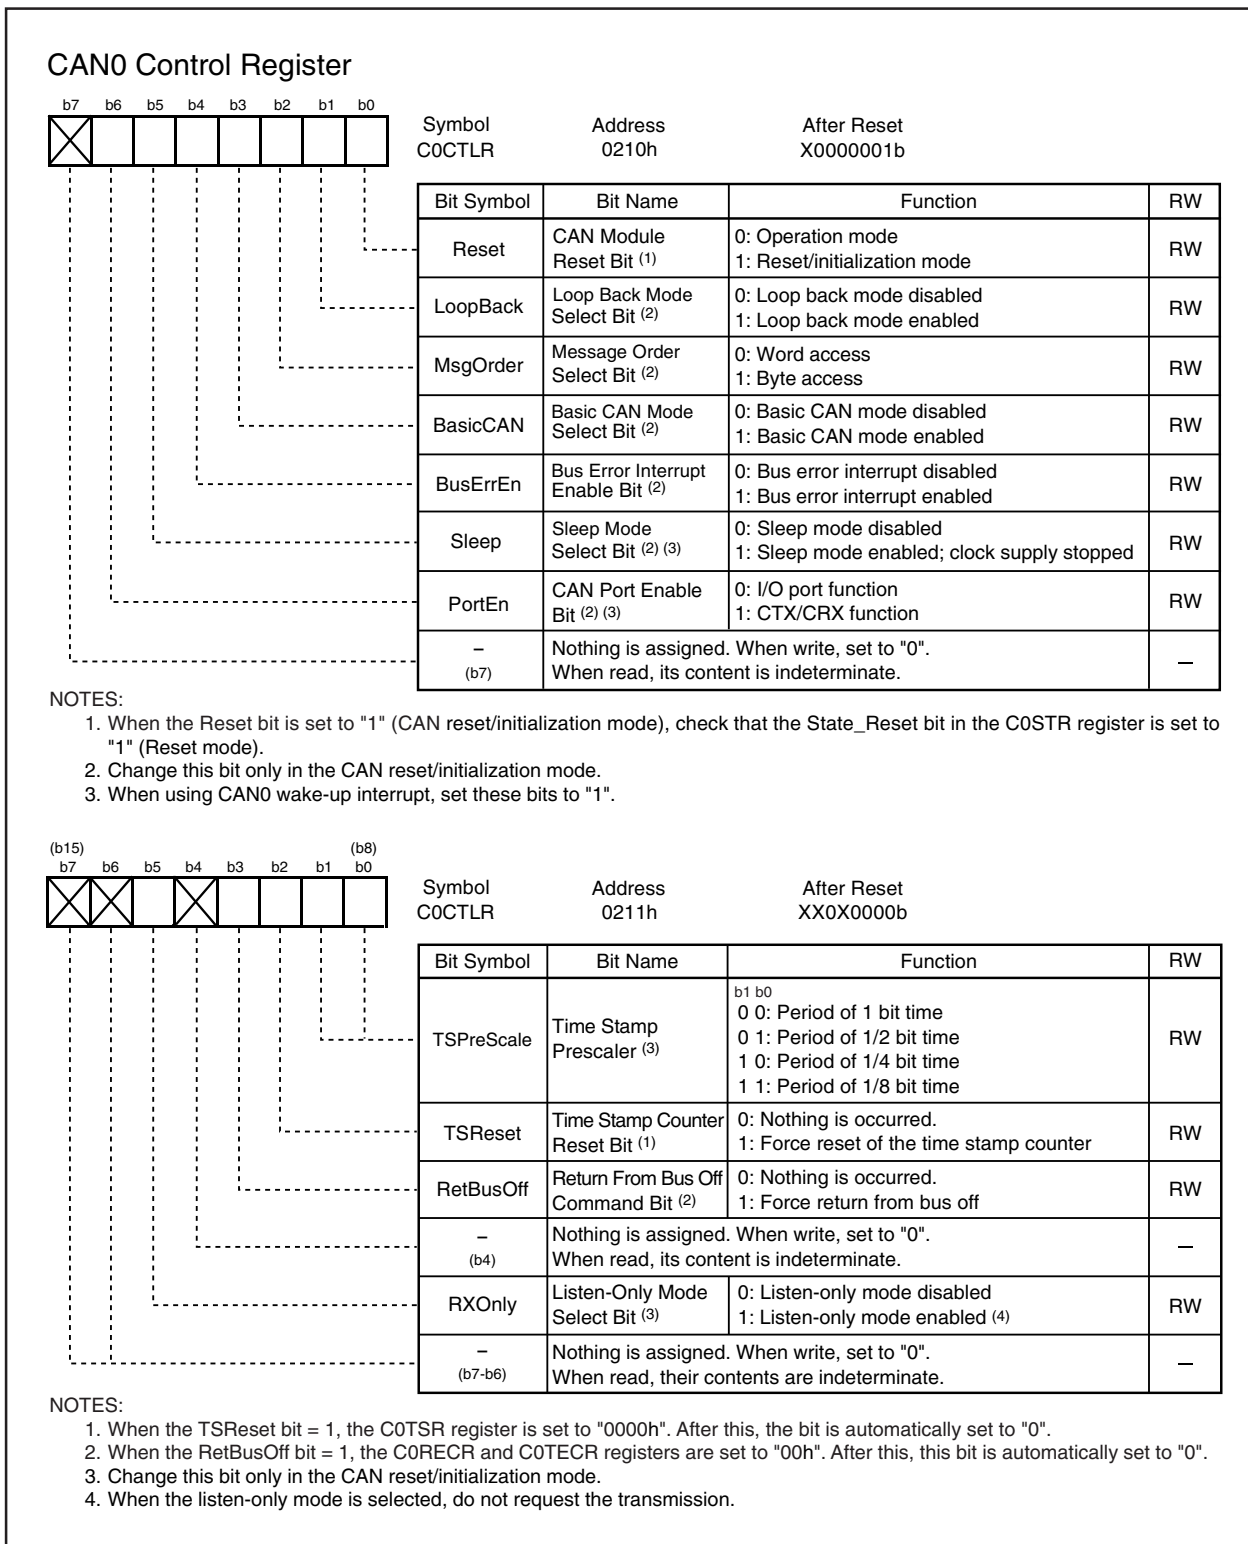 CAN0 Control Register
b7 b6 b5 b4 b3 b2 b1 b0
Symbol Address After Reset
C0CTLR 0210h X0000001b
Bit Symbol Bit Name Function RW
Reset CAN Module Reset Bit (1) 0: Operation mode RW
1: Reset/initialization mode
LoopBack Loop Back Mode Select Bit (2) 0: Loop back mode disabled RW
1: Loop back mode enabled
MsgOrder Message Order Select Bit (2) 0: Word access RW
1: Byte access
BasicCAN Basic CAN Mode Select Bit (2) 0: Basic CAN mode disabled RW
1: Basic CAN mode enabled
BusErrEn Bus Error Interrupt Enable Bit (2) 0: Bus error interrupt disabled RW
1: Bus error interrupt enabled
Sleep Sleep Mode Select Bit (2) (3) 0: Sleep mode disabled RW
1: Sleep mode enabled; clock supply stopped
PortEn CAN Port Enable Bit (2) (3) 0: I/O port function RW
1: CTX/CRX function
– (b7) Nothing is assigned. When write, set to "0". –
When read, its content is indeterminate.
NOTES:
1. When the Reset bit is set to "1" (CAN reset/initialization mode), check that the State_Reset bit in the C0STR register is set to
"1" (Reset mode).
2. Change this bit only in the CAN reset/initialization mode.
3. When using CAN0 wake-up interrupt, set these bits to "1".
(b15) (b8)
b7 b6 b5 b4 b3 b2 b1 b0
Symbol Address After Reset
C0CTLR 0211h XX0X0000b
Bit Symbol Bit Name Function RW
TSPreScale Time Stamp Prescaler (3) b1 b0 RW
0 0: Period of 1 bit time
0 1: Period of 1/2 bit time
1 0: Period of 1/4 bit time
1 1: Period of 1/8 bit time
TSReset Time Stamp Counter Reset Bit (1) 0: Nothing is occurred. RW
1: Force reset of the time stamp counter
RetBusOff Return From Bus Off Command Bit (2) 0: Nothing is occurred. RW
1: Force return from bus off
– (b4) Nothing is assigned. When write, set to "0". –
When read, its content is indeterminate.
RXOnly Listen-Only Mode Select Bit (3) 0: Listen-only mode disabled RW
1: Listen-only mode enabled (4)
– (b7-b6) Nothing is assigned. When write, set to "0". –
When read, their contents are indeterminate.
NOTES:
1. When the TSReset bit = 1, the C0TSR register is set to "0000h". After this, the bit is automatically set to "0".
2. When the RetBusOff bit = 1, the C0RECR and C0TECR registers are set to "00h". After this, this bit is automatically set to "0".
3. Change this bit only in the CAN reset/initialization mode.
4. When the listen-only mode is selected, do not request the transmission.